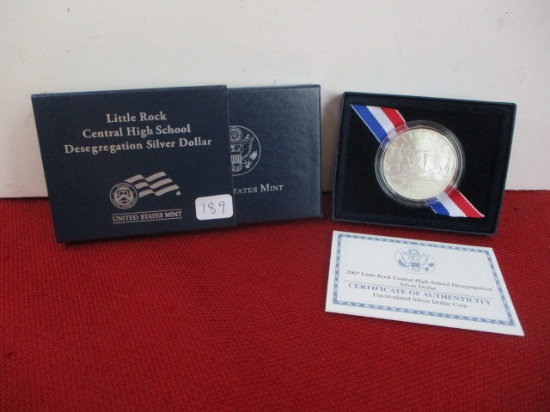 Little Rock
Central High School
Desegregation Silver Dollar
UNITED STATES MINT
189
STATES MINT
2007 Little Rock Central High School Desegregation
Silver Dollar
CERTIFICATE OF AUTHENTICITY
Uncirculated Silver Dollar Coin